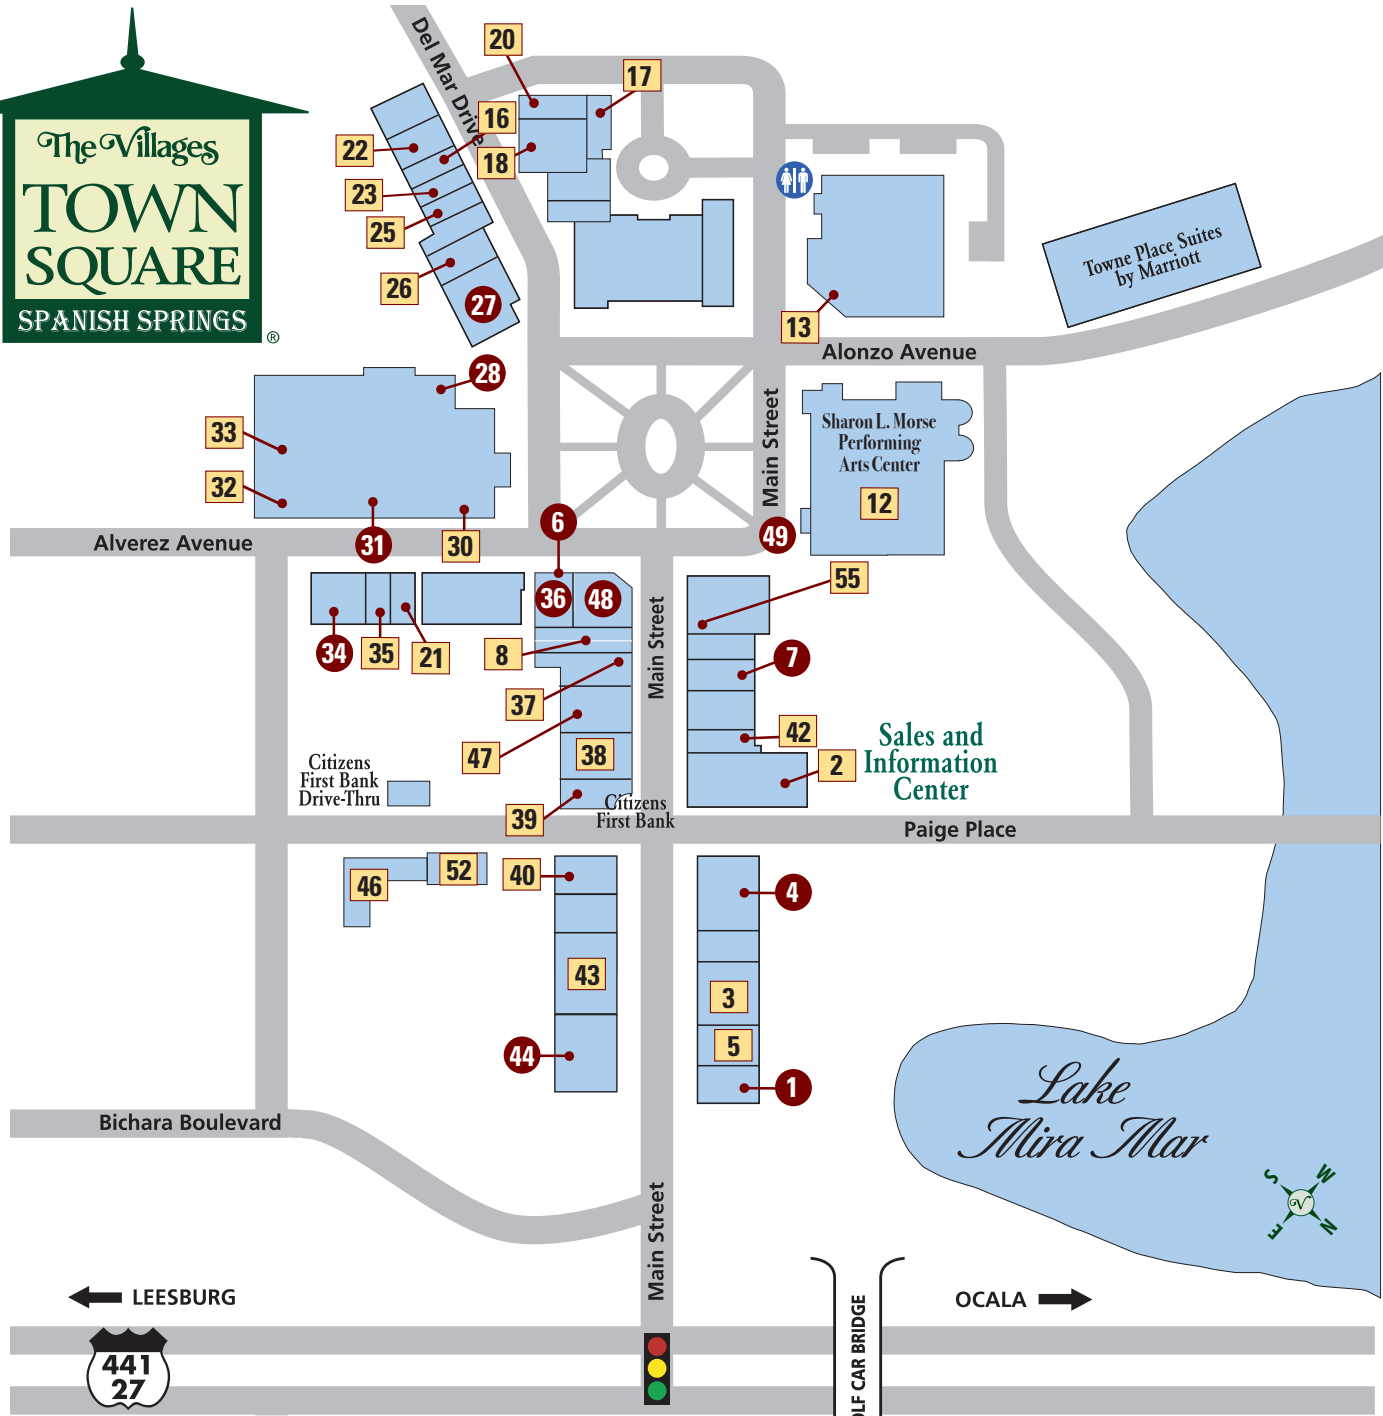 The Villages
TOWN
SQUARE
SPANISH SPRINGS
®
Del Mar Drive
20
17
16
22
18
23
25
26
27
13
Towne Place Suites
by Marriott
Alonzo Avenue
28
33
32
31
30
Main Street
Sharon L. Morse
Performing
Arts Center
12
6
49
Alverez Avenue
36
48
55
34
35
21
8
Main Street
7
37
47
38
42
2
Sales and
Information
Center
Citizens
First Bank
Drive-Thru
39
Citizens
First Bank
Paige Place
46
52
40
4
43
3
5
44
1
Lake
Mira Mar
Bichara Boulevard
S
W
V
E
N
Main Street
LEESBURG
OCALA
441
27
OLF CAR BRIDGE